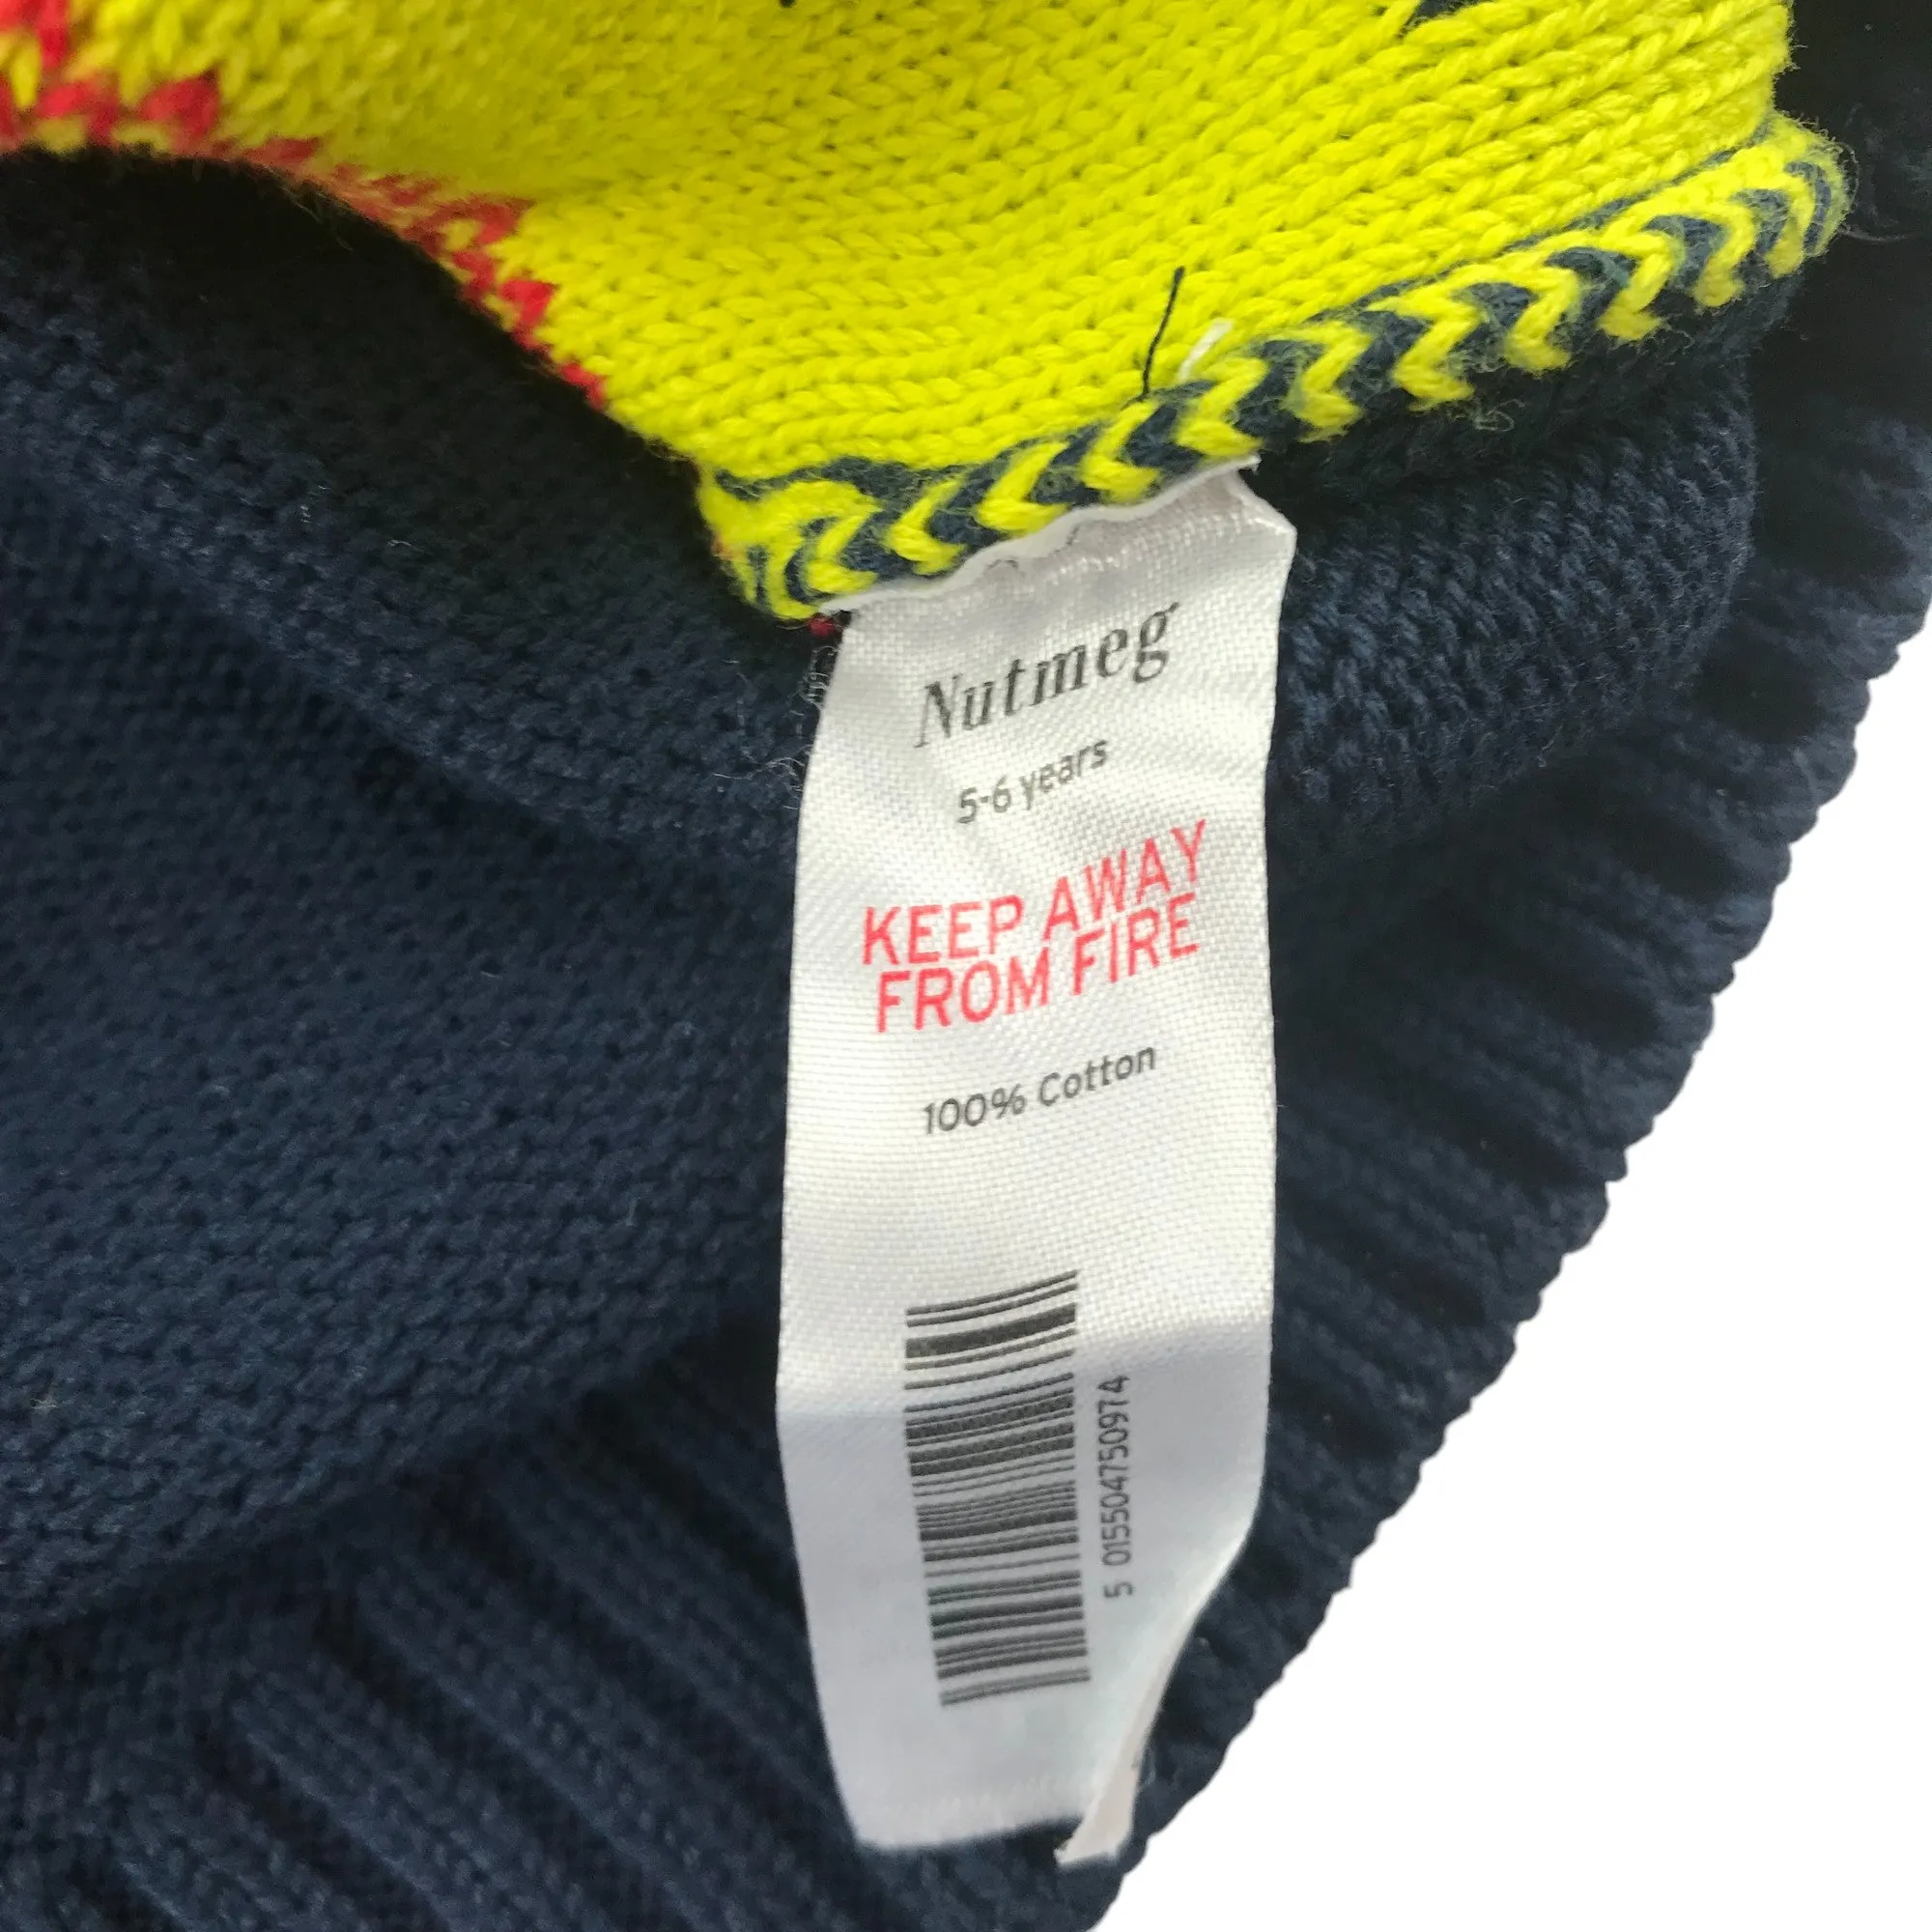 Nutmeg
5-6 years
KEEP AWAY
FROM FIRE
100% Cotton
5 015504750974